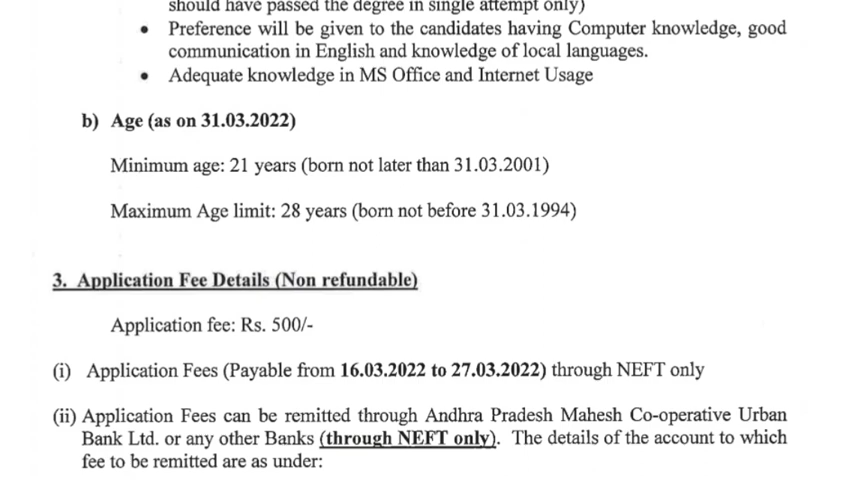 should have passed the degree in single attempt only)
• Preference will be given to the candidates having Computer knowledge, good
communication in English and knowledge of local languages.
• Adequate knowledge in MS Office and Internet Usage
b) Age (as on 31.03.2022)
Minimum age: 21 years (born not later than 31.03.2001)
Maximum Age limit: 28 years (born not before 31.03.1994)
3. Application Fee Details (Non refundable)
Application fee: Rs. 500/-
(i) Application Fees (Payable from 16.03.2022 to 27.03.2022) through NEFT only
(ii) Application Fees can be remitted through Andhra Pradesh Mahesh Co-operative Urban
Bank Ltd. or any other Banks (through NEFT only). The details of the account to which
fee to be remitted are as under: